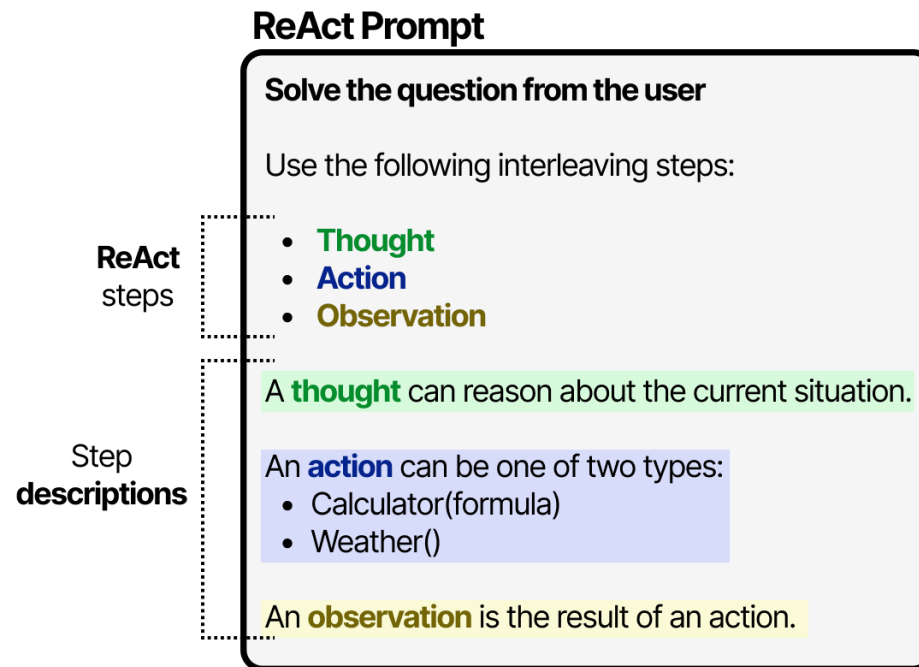 ReAct Prompt
Solve the question from the user
Use the following interleaving steps:
ReAct
steps
• Thought
• Action
• Observation
Step
descriptions
A thought can reason about the current situation.
An action can be one of two types:
• Calculator(formula)
• Weather()
An observation is the result of an action.